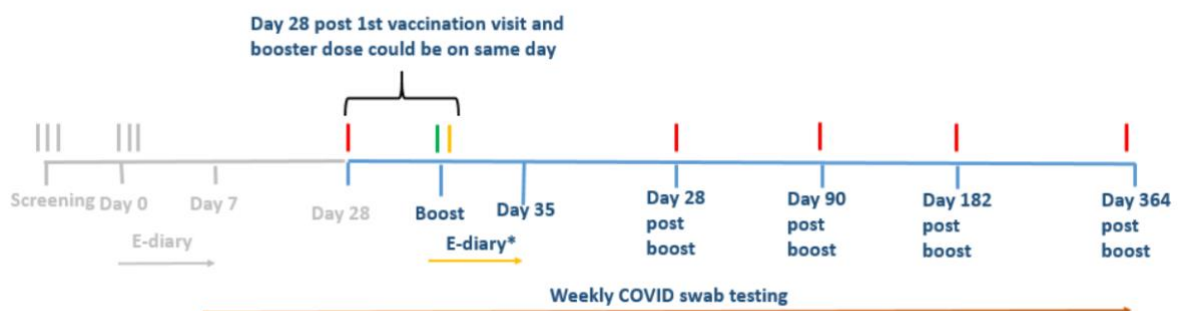 Day 28 post 1st vaccination visit and
booster dose could be on same day
Screening
Day 0
Day 7
Day 28
Boost
Day 35
Day 28
post
boost
Day 90
post
boost
Day 182
post
boost
Day 364
post
boost
E-diary
E-diary*
Weekly COVID swab testing